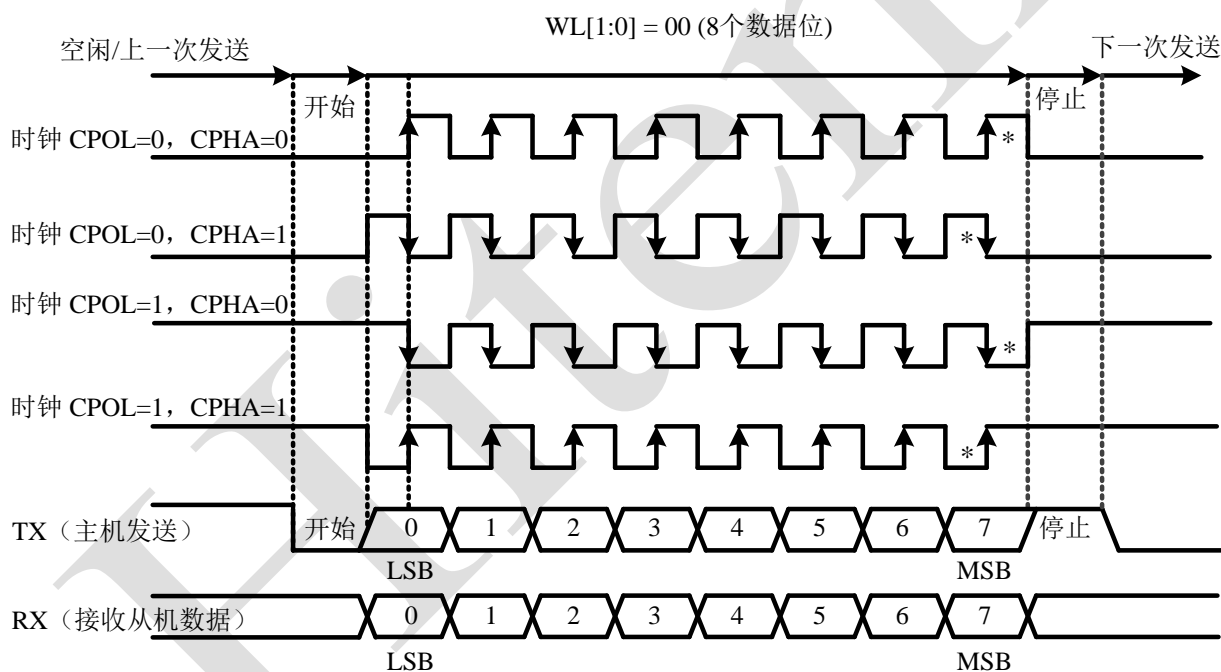 WL[1:0] = 00 (8个数据位)
空闲/上一次发送
下一次发送
开始
停止
时钟 CPOL=0，CPHA=0
*
时钟 CPOL=0，CPHA=1
*
时钟 CPOL=1，CPHA=0
*
时钟 CPOL=1，CPHA=1
*
TX（主机发送） 开始 0 1 2 3 4 5 6 7 停止
LSB MSB
RX（接收从机数据） 0 1 2 3 4 5 6 7
LSB MSB